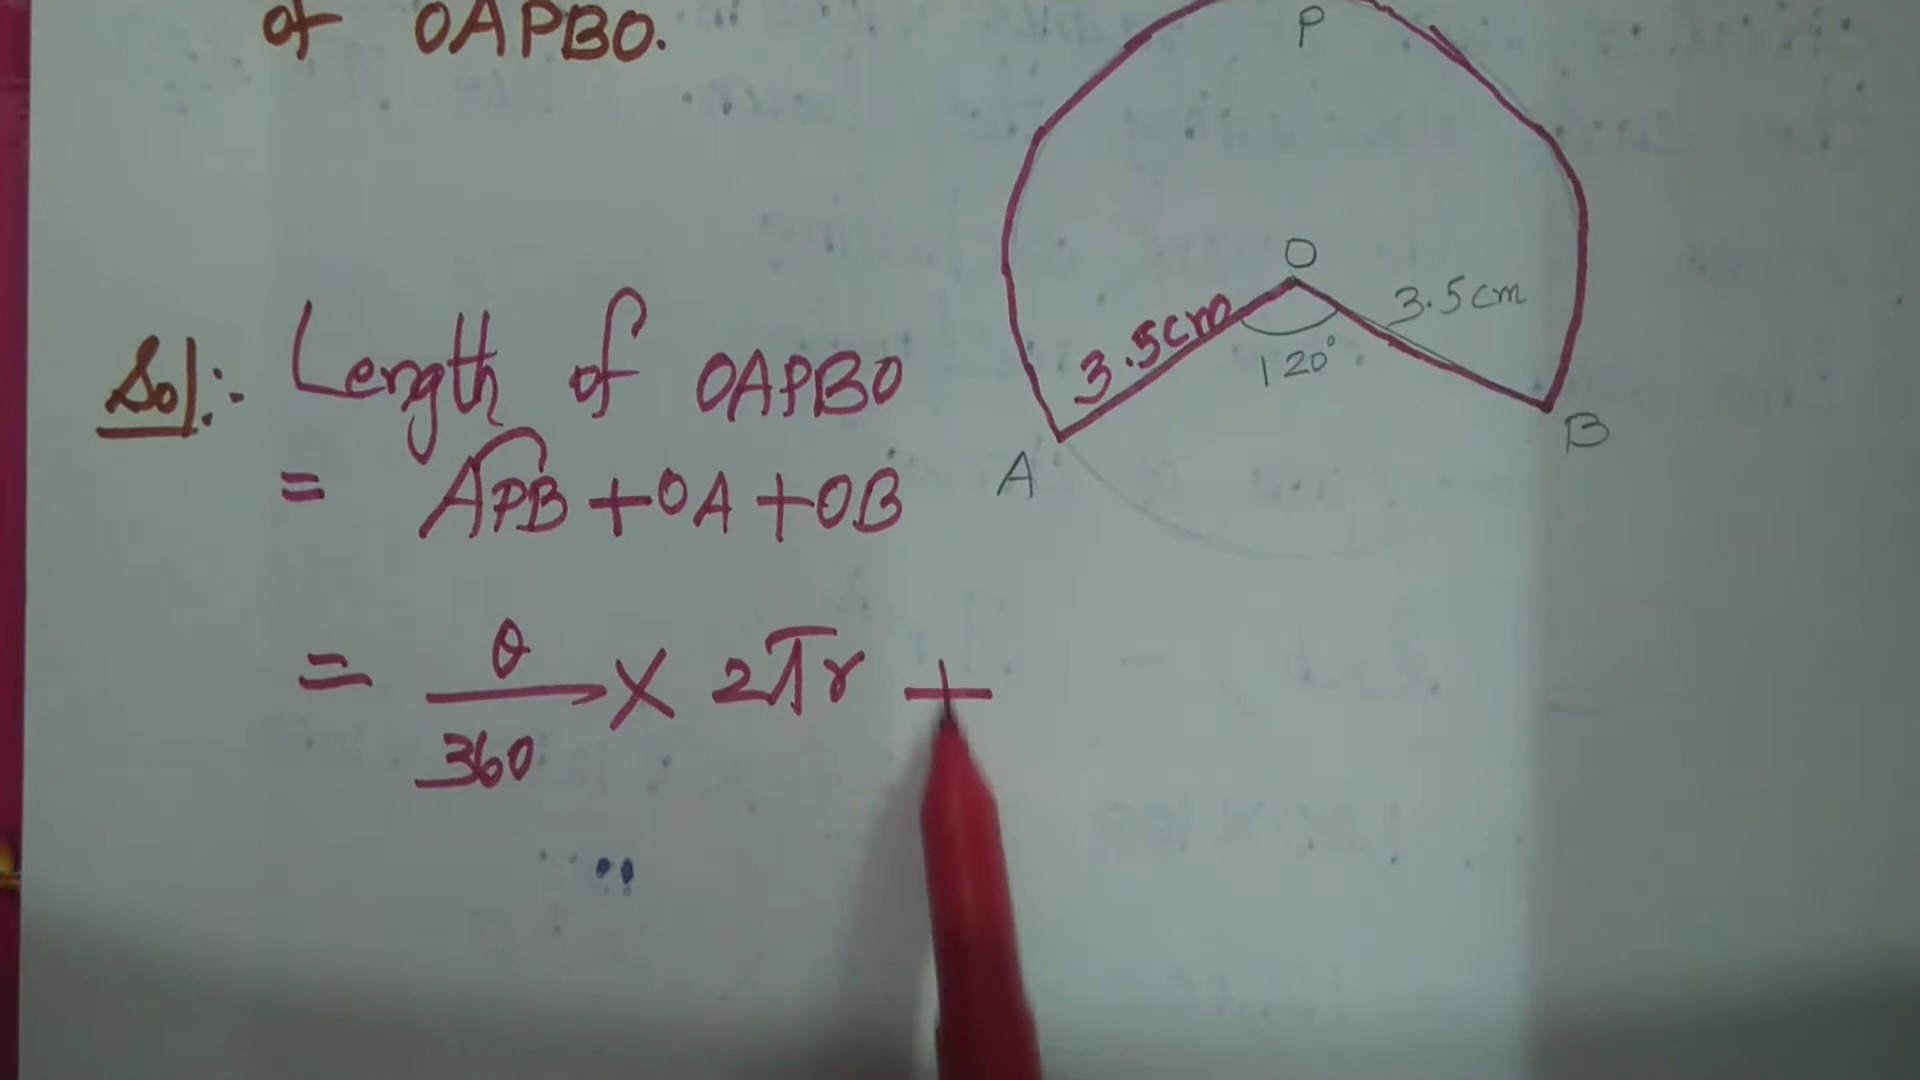 of OAPBO.
P
O
3.5cm
3.5cm
120°
A
B
Sol:-
Length of OAPBO
= APB + OA + OB
= θ/360 × 2πr +